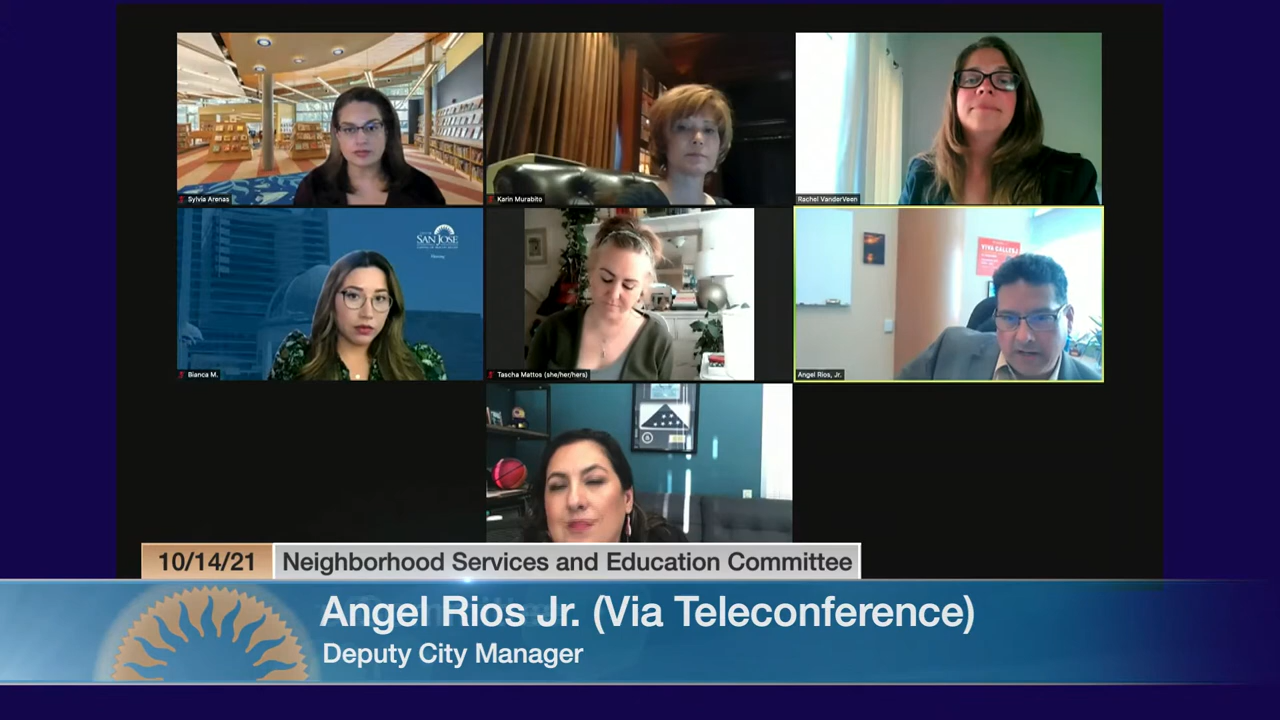 Sylvia Arenas
Karin Murabito
Rachel VanderVeen
SAN JOSE
Bianca M.
Tascha Mattos (she/her/hers)
VIVA CALLE SJ
Angel Rios, Jr.
10/14/21
Neighborhood Services and Education Committee
Angel Rios Jr. (Via Teleconference)
Deputy City Manager